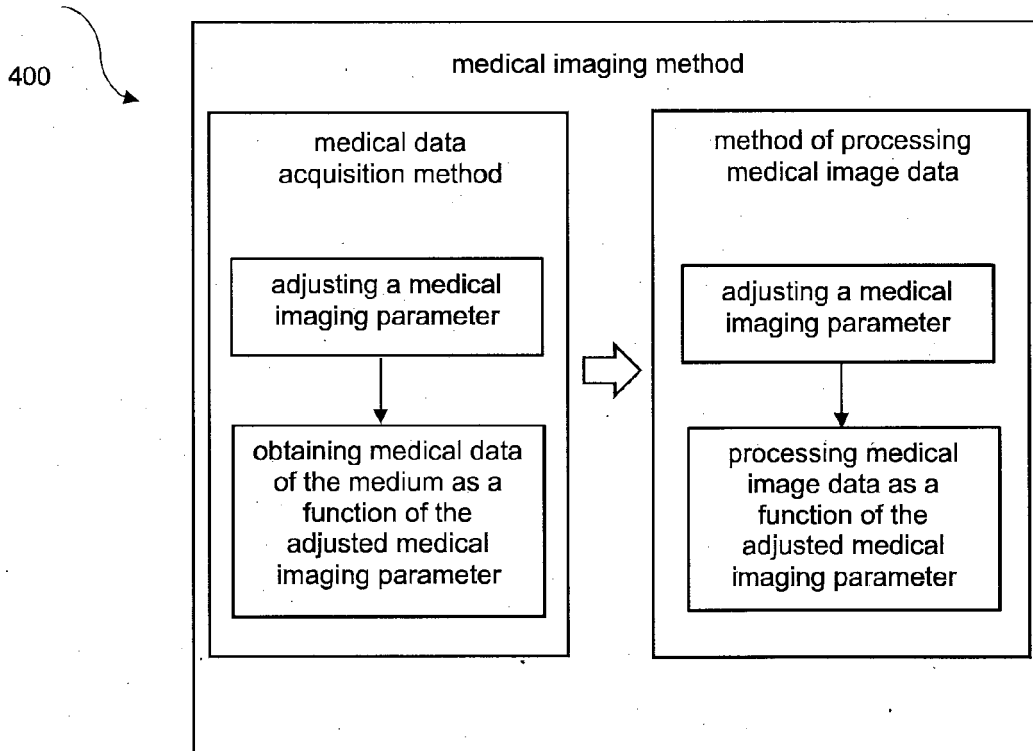 400
medical imaging method
medical data
acquisition method
adjusting a medical
imaging parameter
obtaining medical data
of the medium as a
function of the
adjusted medical
imaging parameter
method of processing
medical image data
adjusting a medical
imaging parameter
processing medical
image data as a
function of the
adjusted medical
imaging parameter